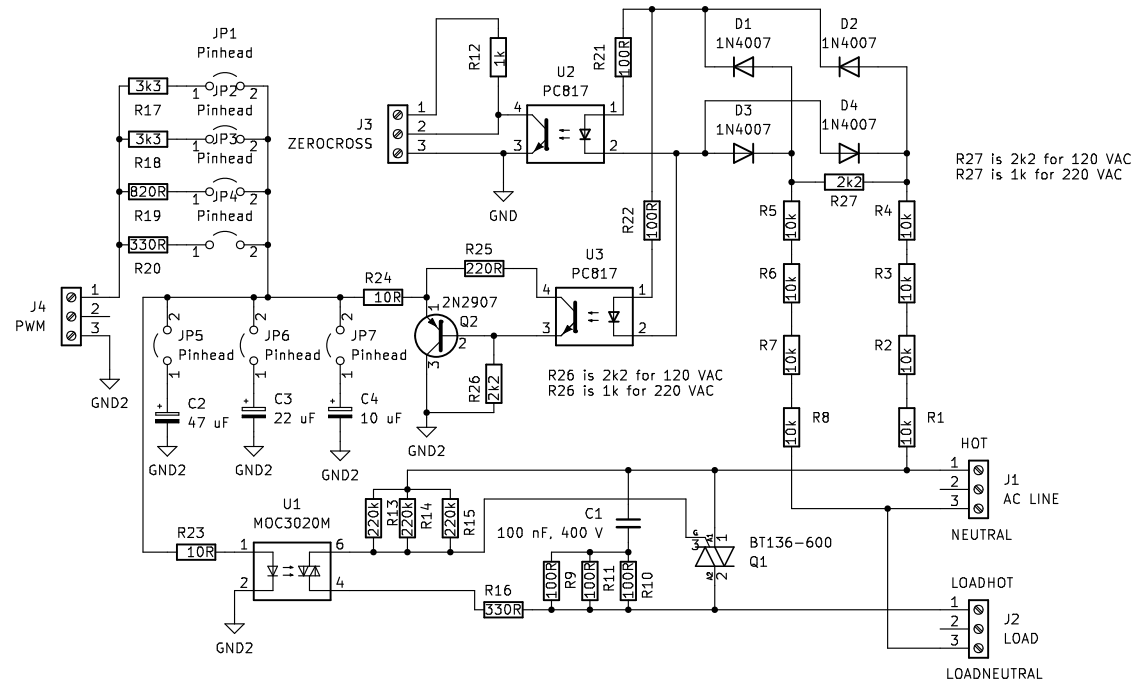 JP1
Pinhead
3k3
1
2
R17
JP2
Pinhead
3k3
1
2
R18
JP3
Pinhead
820R
1
2
R19
JP4
Pinhead
330R
1
2
R20
J4
PWM
1
2
3
GND2
2
JP5
Pinhead
1
+
C2
47 uF
GND2
2
JP6
Pinhead
1
+
C3
22 uF
GND2
2
JP7
Pinhead
1
+
C4
10 uF
GND2
R24
10R
R25
220R
2N2907
Q2
1
2
3
R26
2k2
GND2
J3
ZEROCROSS
1
2
3
R12
1k
GND
U2
PC817
4
3
1
2
R21
100R
U3
PC817
4
3
1
2
R22
100R
R26 is 2k2 for 120 VAC
R26 is 1k for 220 VAC
D1
1N4007
D2
1N4007
D3
1N4007
D4
1N4007
2k2
R27
R27 is 2k2 for 120 VAC
R27 is 1k for 220 VAC
R5
10k
R4
10k
R6
10k
R3
10k
R7
10k
R2
10k
R8
10k
R1
10k
HOT
1
2
3
J1
AC LINE
NEUTRAL
U1
MOC3020M
R23
10R
1
2
6
4
GND2
220k
R13
220k
R14
220k
R15
R16
330R
C1
100 nF, 400 V
100R
R9
100R
R11
100R
R10
G
3
A1
1
A2
2
BT136-600
Q1
LOADHOT
1
2
3
J2
LOAD
LOADNEUTRAL